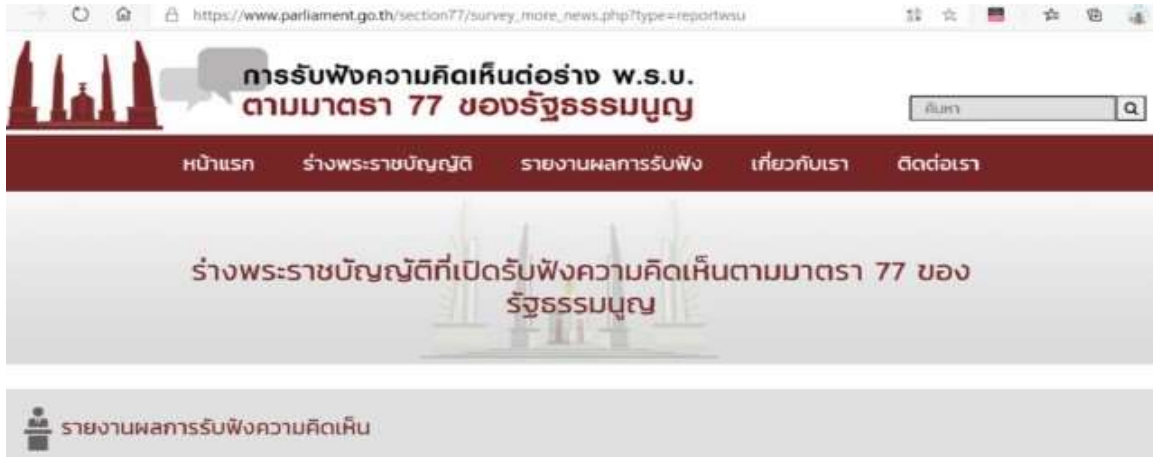 https://www.parliament.go.th/section77/survey_more_news.php?type=reportwsu
การรับฟังความคิดเห็นต่อร่าง พ.ร.บ.
ตามมาตรา 77 ของรัฐธรรมนูญ
ค้นหา
หน้าแรก ร่างพระราชบัญญัติ รายงานผลการรับฟัง เกี่ยวกับเรา ติดต่อเรา
ร่างพระราชบัญญัติที่เปิดรับฟังความคิดเห็นตามมาตรา 77 ของ
รัฐธรรมนูญ
รายงานผลการรับฟังความคิดเห็น